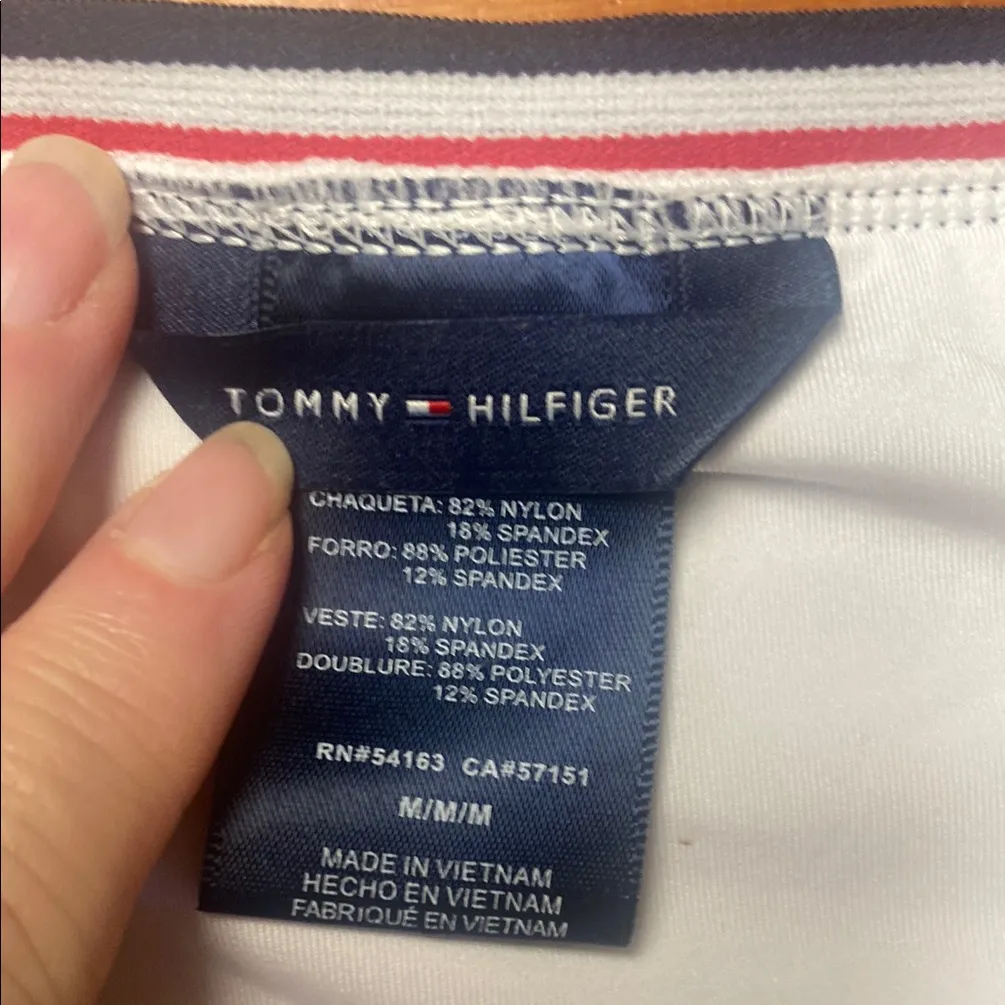 TOMMY HILFIGER
CHAQUETA: 82% NYLON
18% SPANDEX
FORRO: 88% POLIESTER
12% SPANDEX
VESTE: 82% NYLON
18% SPANDEX
DOUBLURE: 88% POLYESTER
12% SPANDEX
RN#54163 CA#57151
M/M/M
MADE IN VIETNAM
HECHO EN VIETNAM
FABRIQUÉ EN VIETNAM